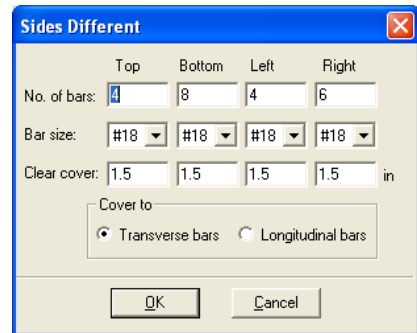 Sides Different
Top Bottom Left Right
No. of bars: 4 8 4 6
Bar size: #18 #18 #18 #18
Clear cover: 1.5 1.5 1.5 1.5 in
Cover to
Transverse bars Longitudinal bars
OK Cancel